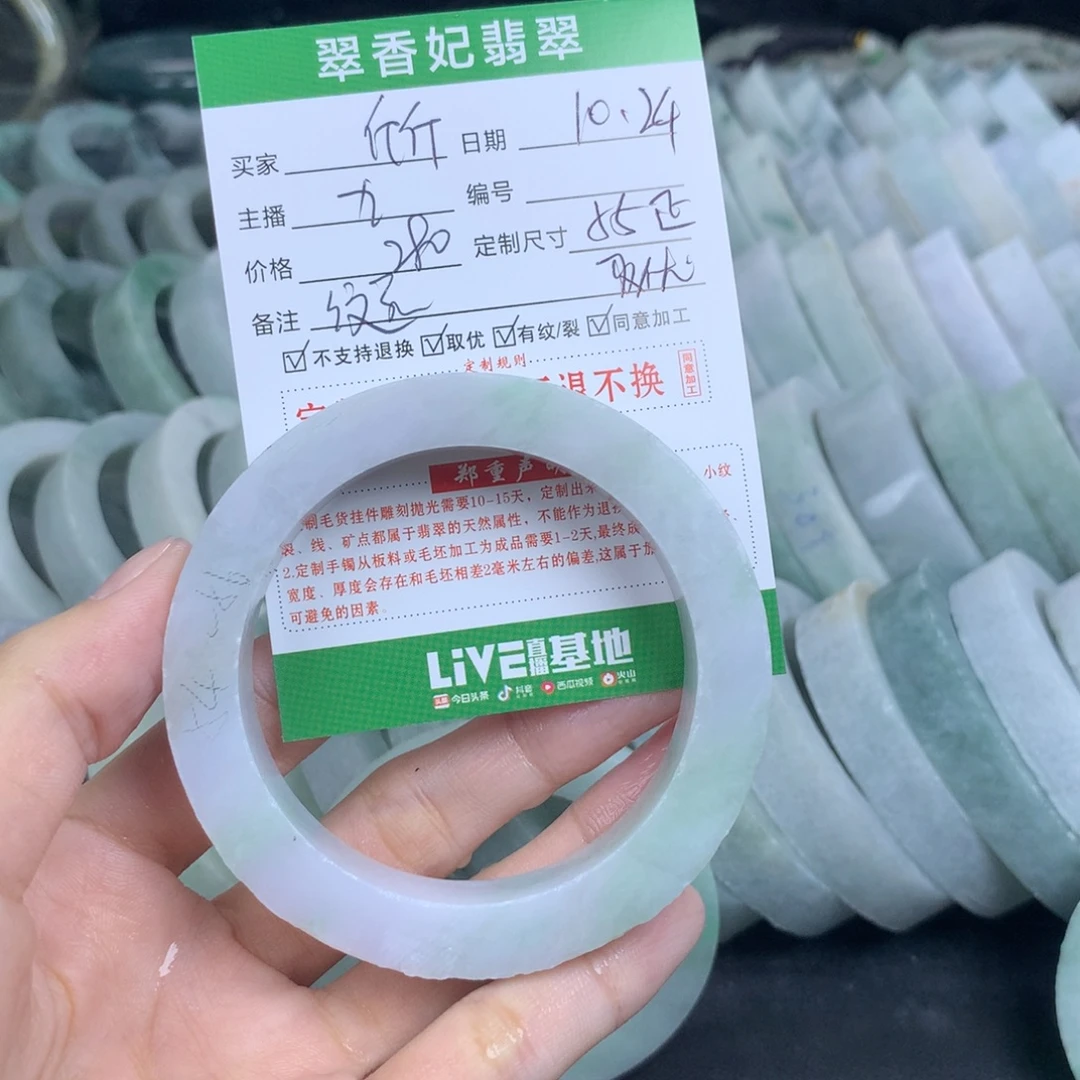 翠香妃翡翠
买家 日期 10.24
主播 九 编号
价格 280 定制尺寸
备注 取优
☑不支持退换 ☑取优 ☑有纹/裂 ☑同意加工
定制规则
退不换 同意加工
郑重声明
制毛货挂件雕刻抛光需要10-15天，定制出 小纹
裂、线、矿点都属于翡翠的天然属性，不能作为退
2.定制手镯从板料或毛坯加工为成品需要1-2天,最终成
宽度、厚度会存在和毛坯相差2毫米左右的偏差,这属于加
可避免的因素。
LIVE直播基地
头条 今日头条 抖音 西瓜视频 火山